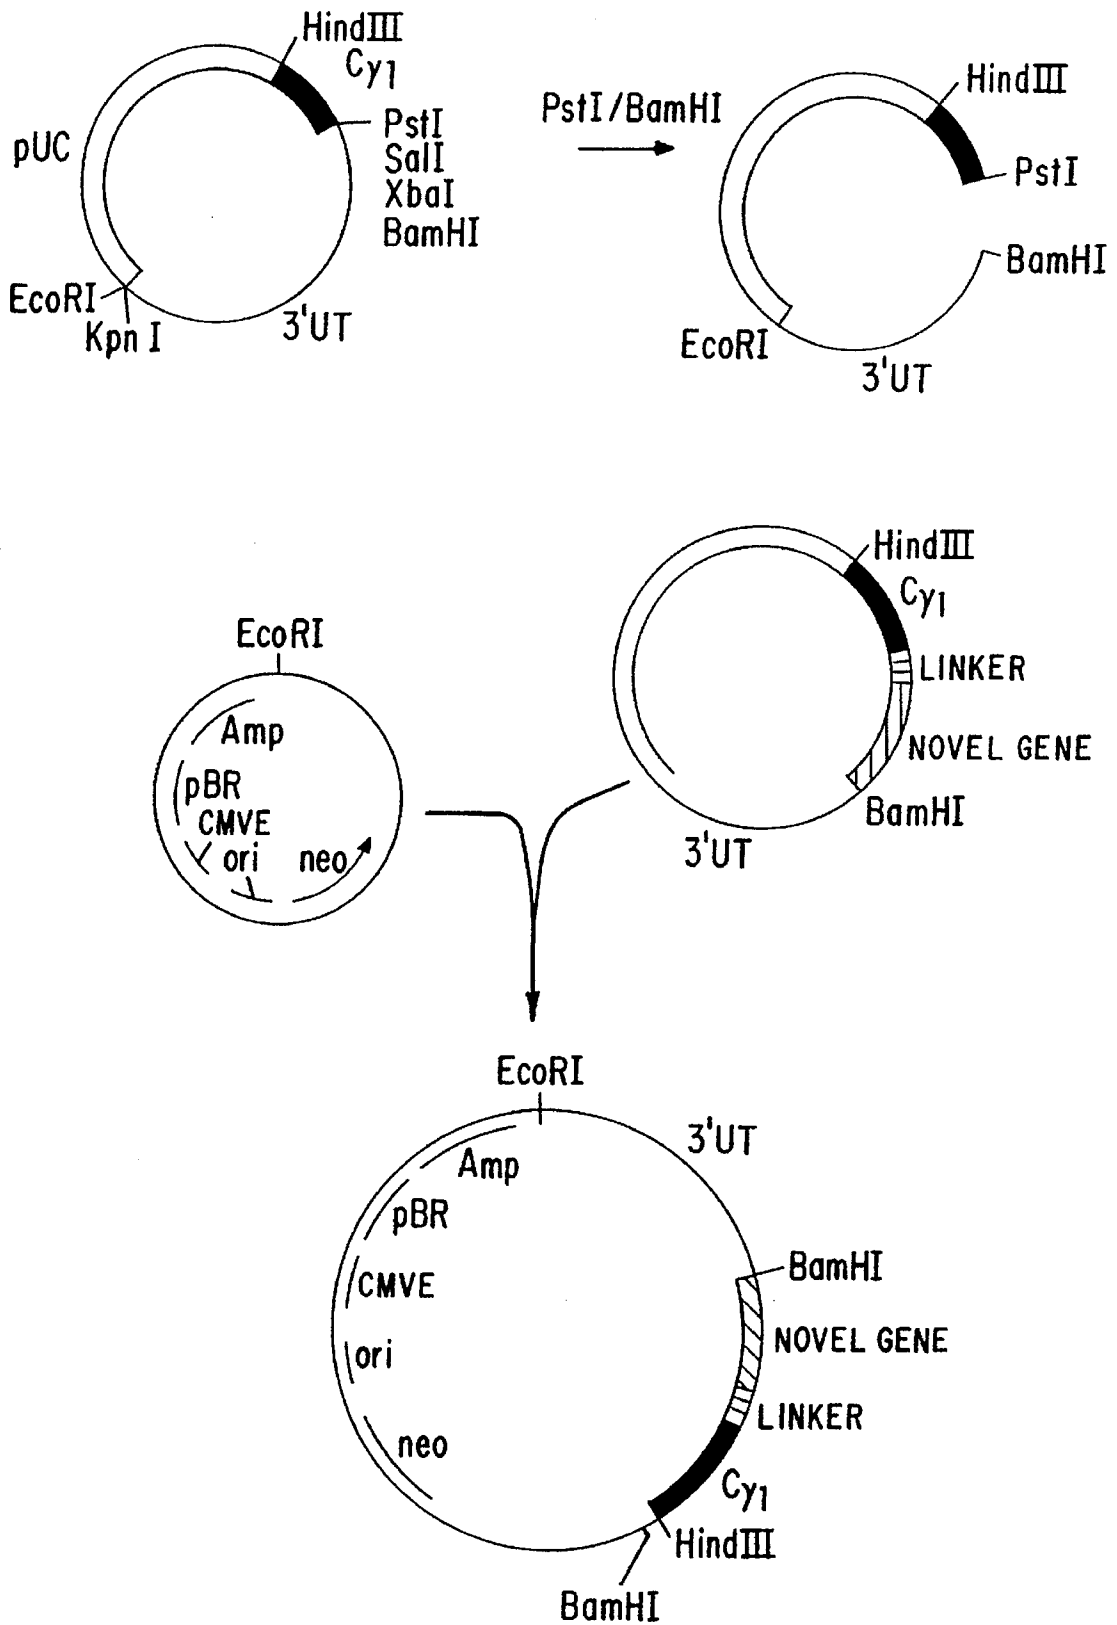 HindIII
Cγ1
pUC
PstI
SalI
XbaI
BamHI
EcoRI
Kpn I
3'UT
PstI/BamHI
HindIII
PstI
BamHI
EcoRI
3'UT
HindIII
Cγ1
LINKER
NOVEL GENE
BamHI
3'UT
EcoRI
Amp
pBR
CMVE
ori
neo
EcoRI
3'UT
Amp
pBR
CMVE
ori
neo
BamHI
NOVEL GENE
LINKER
Cγ1
HindIII
BamHI